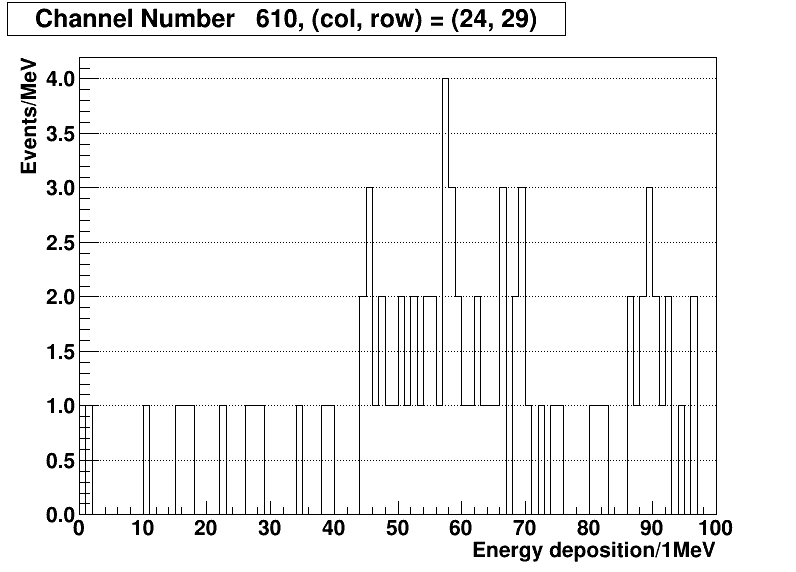 Channel Number 610, (col, row) = (24, 29)
Events/MeV
4.0
3.5
3.0
2.5
2.0
1.5
1.0
0.5
0.0
0 10 20 30 40 50 60 70 80 90 100
Energy deposition/1MeV